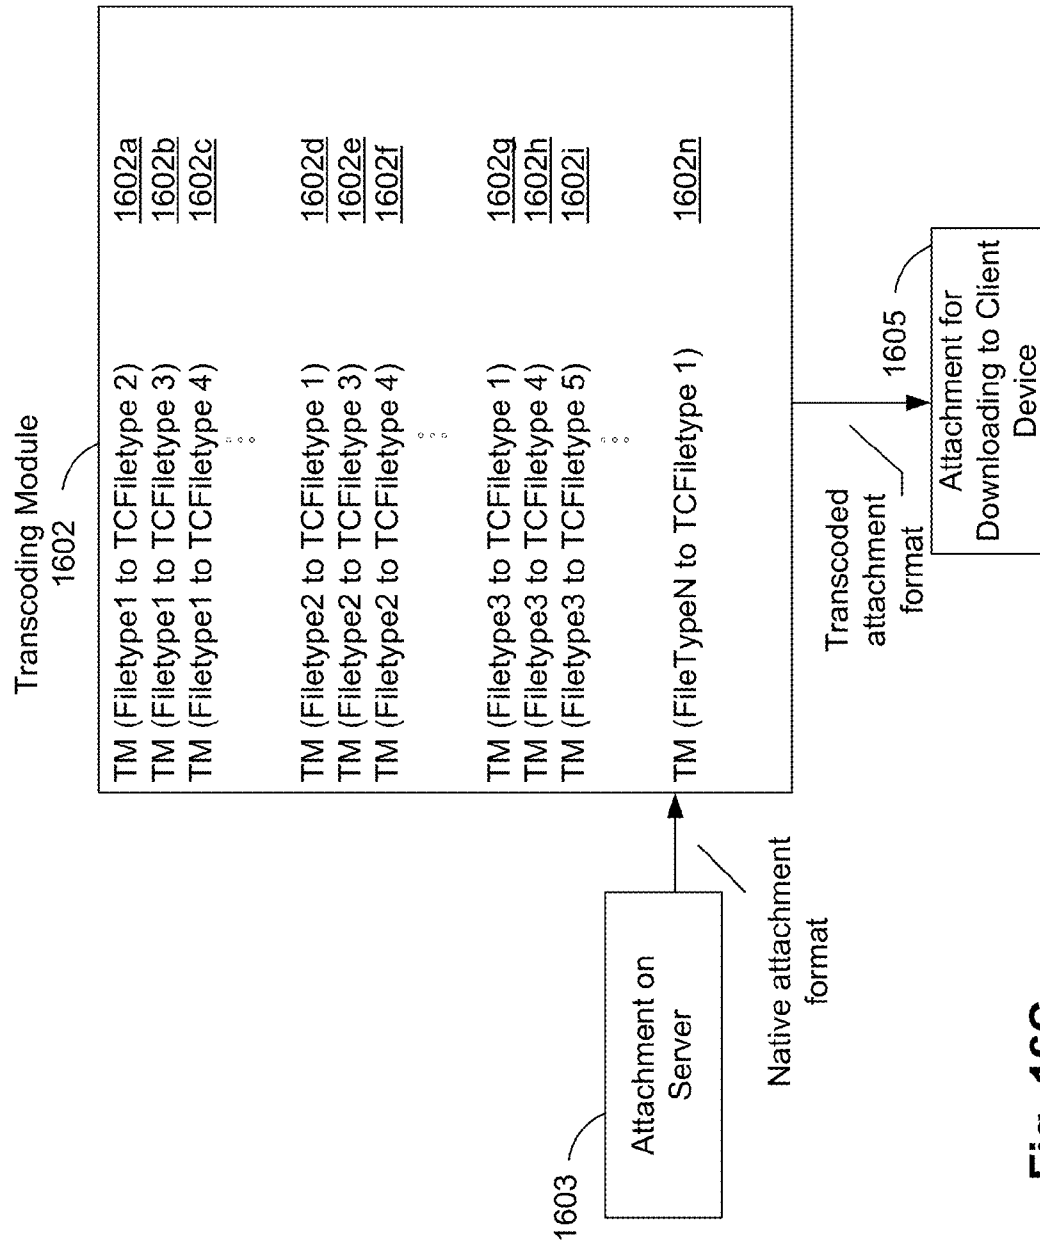 Transcoding Module
1602
TM (Filetype1 to TCFiletype 2) 1602a
TM (Filetype1 to TCFiletype 3) 1602b
TM (Filetype1 to TCFiletype 4) 1602c
TM (Filetype2 to TCFiletype 1) 1602d
TM (Filetype2 to TCFiletype 3) 1602e
TM (Filetype2 to TCFiletype 4) 1602f
TM (Filetype3 to TCFiletype 1) 1602g
TM (Filetype3 to TCFiletype 4) 1602h
TM (Filetype3 to TCFiletype 5) 1602i
TM (FileTypeN to TCFiletype 1) 1602n
1603
Attachment on
Server
Native attachment
format
Transcoded
attachment
format
1605
Attachment for
Downloading to Client
Device